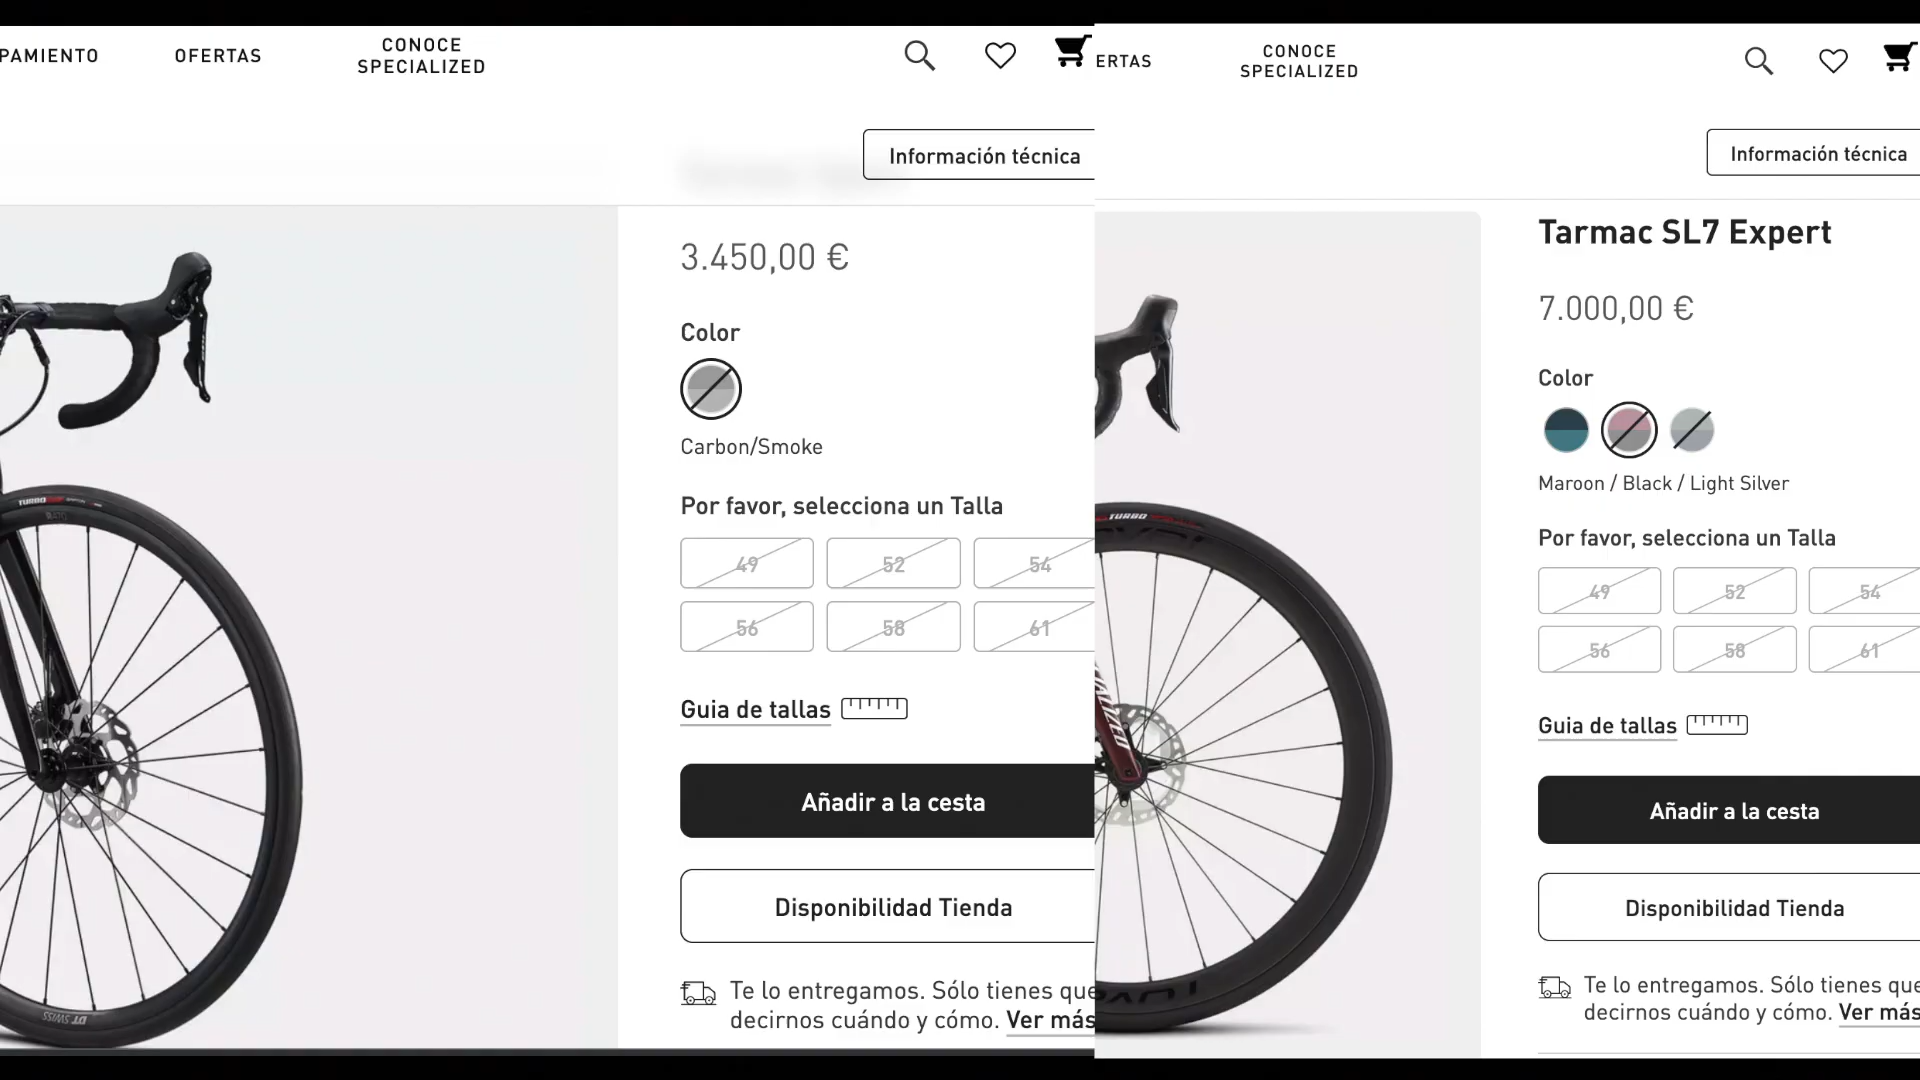 PAMIENTO
OFERTAS
CONOCE
SPECIALIZED
Información técnica
3.450,00 €
Color
Carbon/Smoke
Por favor, selecciona un Talla
49
52
54
56
58
61
Guia de tallas
Añadir a la cesta
Disponibilidad Tienda
Te lo entregamos. Sólo tienes que
decirnos cuándo y cómo. Ver más
TURBO
DT SWISS
ERTAS
CONOCE
SPECIALIZED
Información técnica
Tarmac SL7 Expert
7.000,00 €
Color
Maroon / Black / Light Silver
Por favor, selecciona un Talla
49
52
54
56
58
61
Guia de tallas
Añadir a la cesta
Disponibilidad Tienda
Te lo entregamos. Sólo tienes que
decirnos cuándo y cómo. Ver más
TURBO